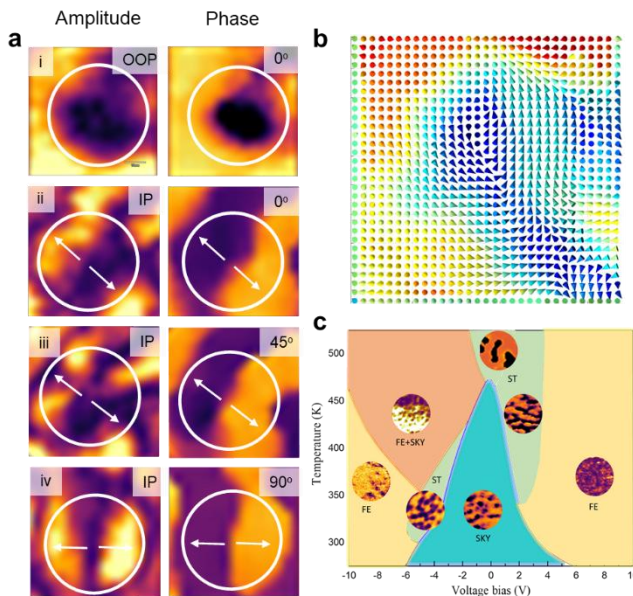 Amplitude Phase
a
b
i OOP 0°
ii IP 0°
iii IP 45°
iv IP 90°
c
Temperature (K)
500
450
400
350
300
ST
FE+SKY
FE
ST
SKY
FE
-10 -8 -6 -4 -2 0 2 4 6 8 10
Voltage bias (V)